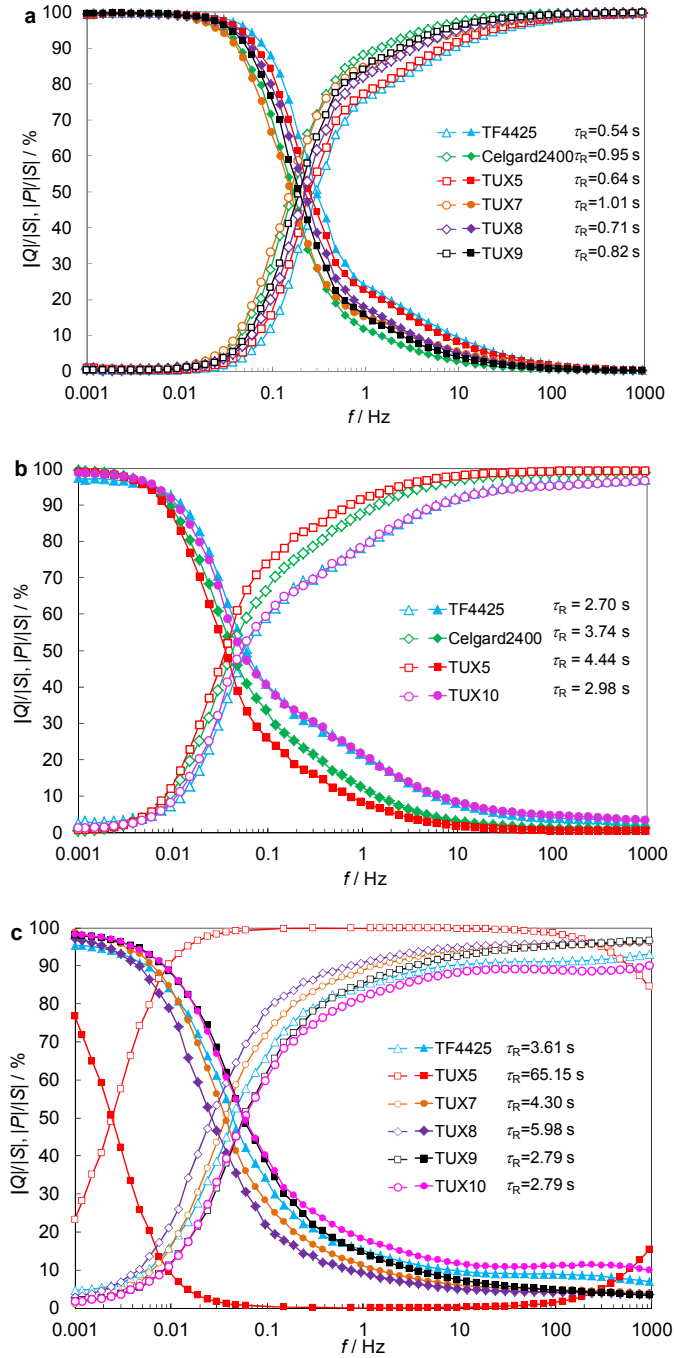 a
|Q|/|S|, |P|/|S| / %
100
90
80
70
60
50
40
30
20
10
0
TF4425 τR=0.54 s
Celgard2400 τR=0.95 s
TUX5 τR=0.64 s
TUX7 τR=1.01 s
TUX8 τR=0.71 s
TUX9 τR=0.82 s
0.001 0.01 0.1 1 10 100 1000
f / Hz
b
|Q|/|S|, |P|/|S| / %
100
90
80
70
60
50
40
30
20
10
0
TF4425 τR = 2.70 s
Celgard2400 τR = 3.74 s
TUX5 τR = 4.44 s
TUX10 τR = 2.98 s
0.001 0.01 0.1 1 10 100 1000
f / Hz
c
|Q|/|S|, |P|/|S| / %
100
90
80
70
60
50
40
30
20
10
0
TF4425 τR=3.61 s
TUX5 τR=65.15 s
TUX7 τR=4.30 s
TUX8 τR=5.98 s
TUX9 τR=2.79 s
TUX10 τR=2.79 s
0.001 0.01 0.1 1 10 100 1000
f / Hz